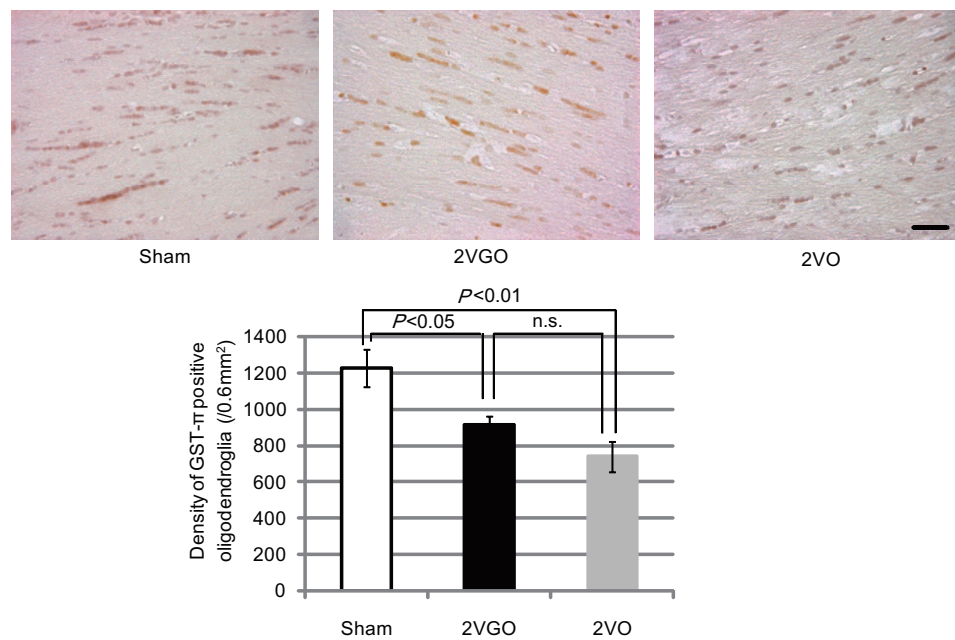 Sham
2VGO
2VO
P<0.01
P<0.05
n.s.
Density of GST-π positive
oligodendroglia (/0.6mm²)
1400
1200
1000
800
600
400
200
0
Sham
2VGO
2VO